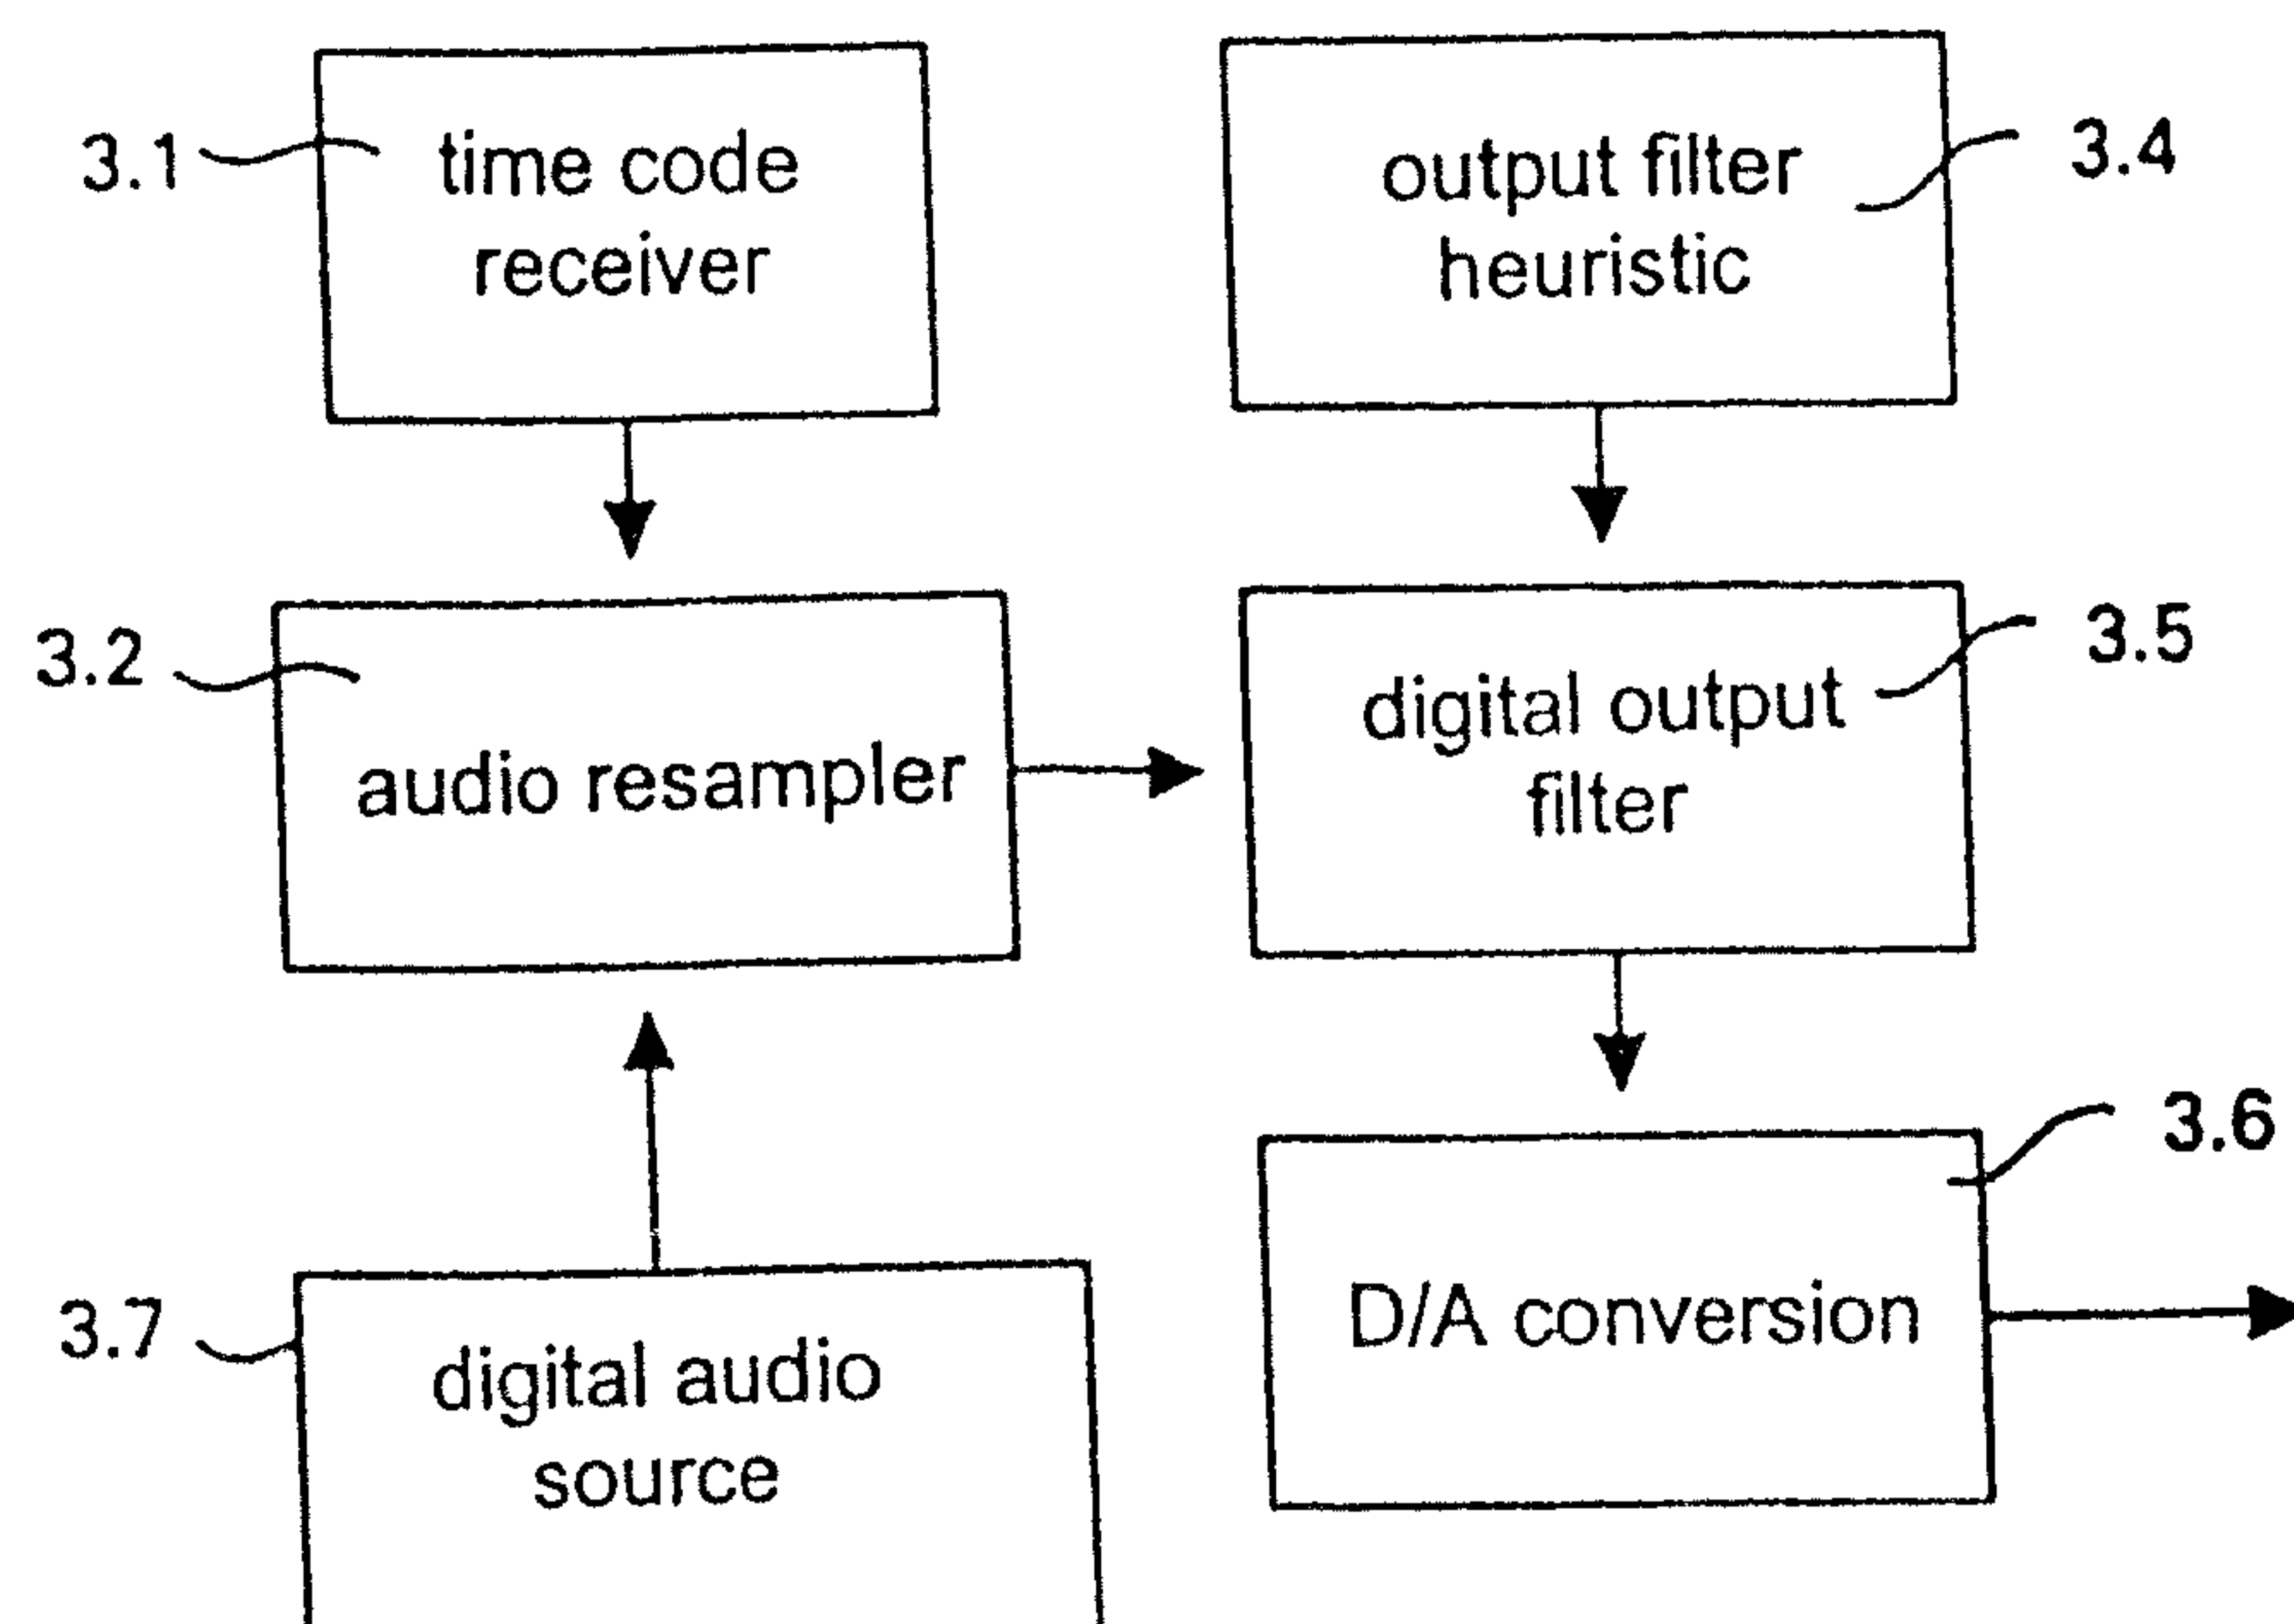 3.1
time code
receiver
output filter
heuristic
3.4
3.2
audio resampler
digital output
filter
3.5
3.6
D/A conversion
3.7
digital audio
source